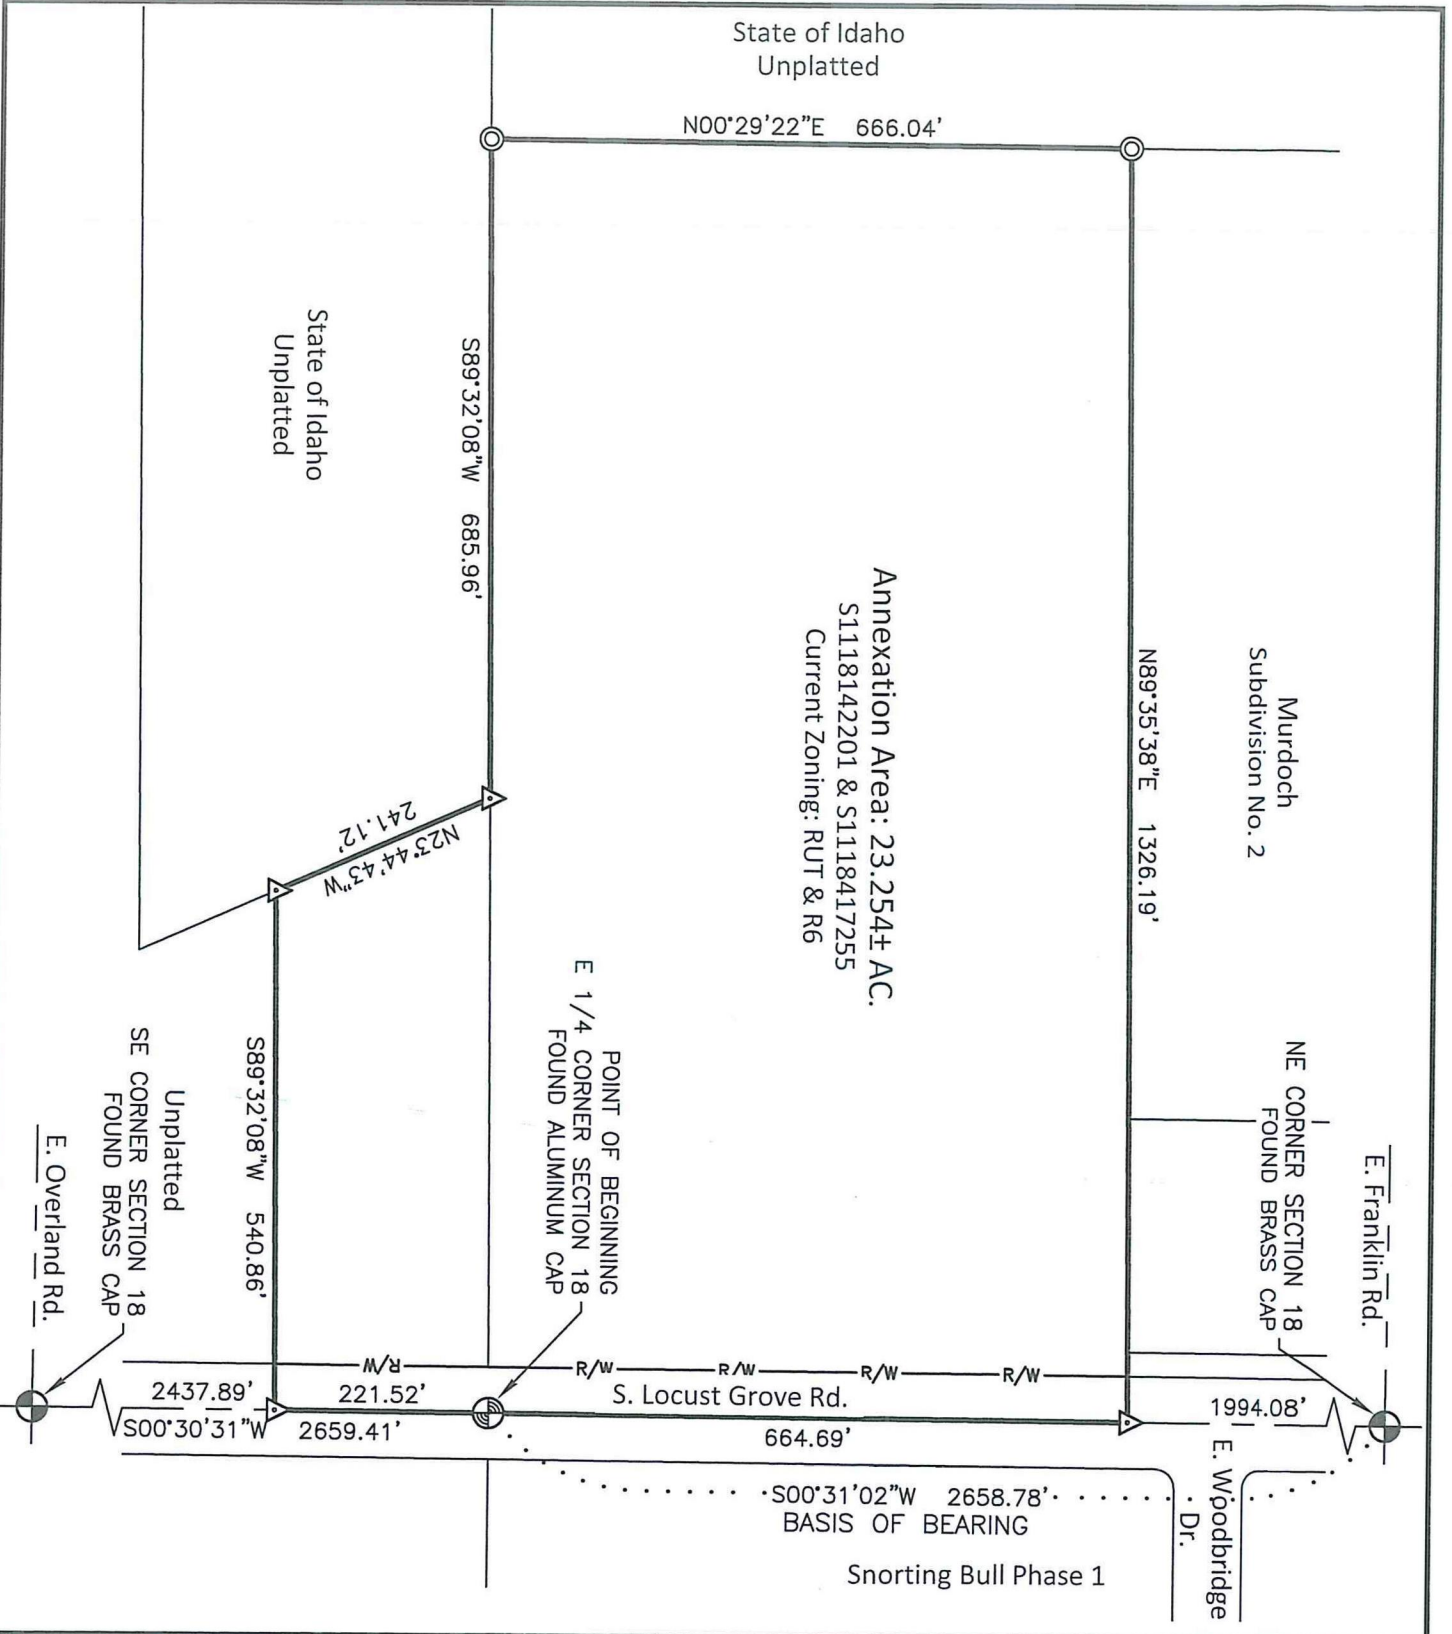 State of Idaho
Unplatted
N00°29'22"E 666.04'
State of Idaho
Unplatted
S89°32'08"W 685.96'
Annexation Area: 23.254± AC.
S1118142201 & S1118417255
Current Zoning: RUT & R6
Murdoch
Subdivision No. 2
N89°35'38"E 1326.19'
N23°44'43"W
241.12'
POINT OF BEGINNING
E 1/4 CORNER SECTION 18
FOUND ALUMINUM CAP
NE CORNER SECTION 18
FOUND BRASS CAP
E. Franklin Rd.
S89°32'08"W 540.86'
Unplatted
SE CORNER SECTION 18
FOUND BRASS CAP
E. Overland Rd.
R/W
R/W
R/W
R/W
R/W
2437.89'
221.52'
S. Locust Grove Rd.
1994.08'
S00°30'31"W
2659.41'
664.69'
S00°31'02"W 2658.78'
BASIS OF BEARING
E. Woodbridge
Dr.
Snorting Bull Phase 1